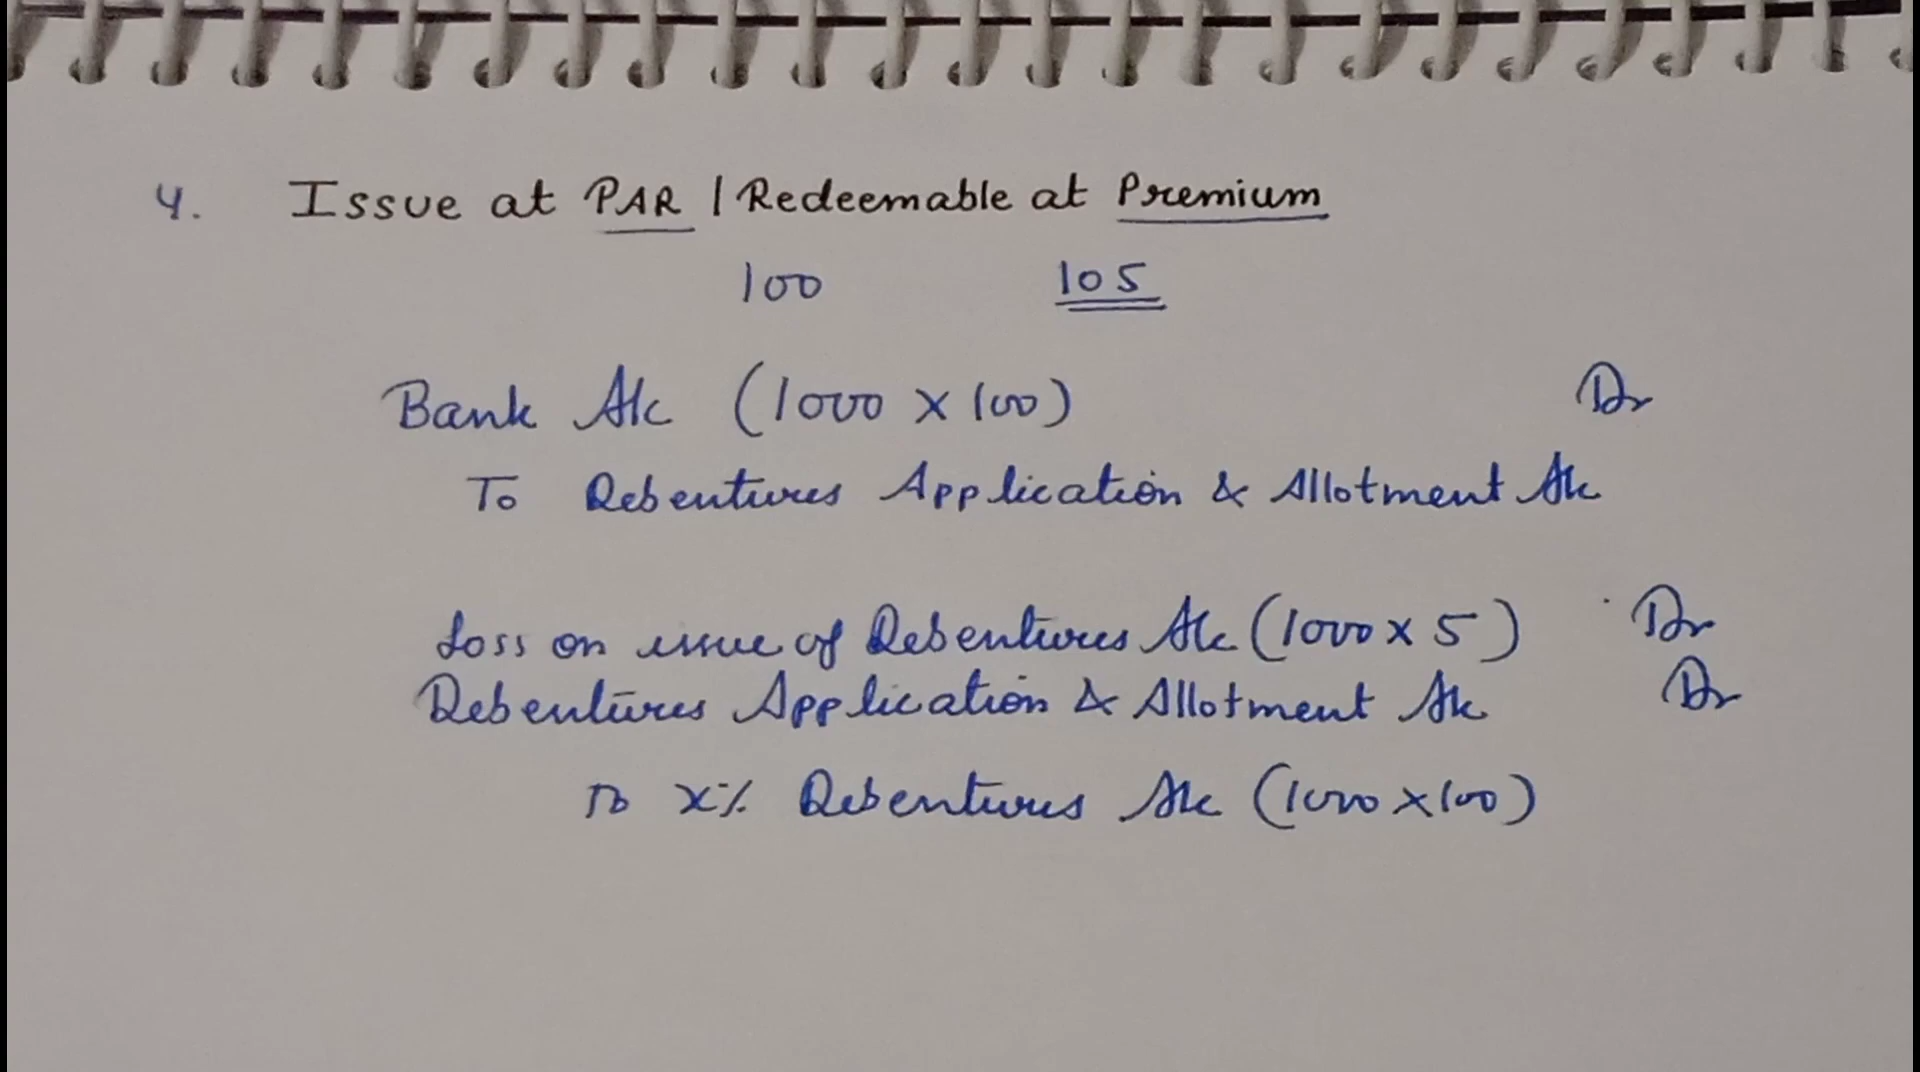 4. Issue at PAR | Redeemable at Premium
100 105
Bank A/c (1000 × 100) Dr
To Debentures Application & Allotment A/c
Loss on issue of Debentures A/c (1000 × 5) Dr
Debentures Application & Allotment A/c Dr
To X% Debentures A/c (1000 × 100)